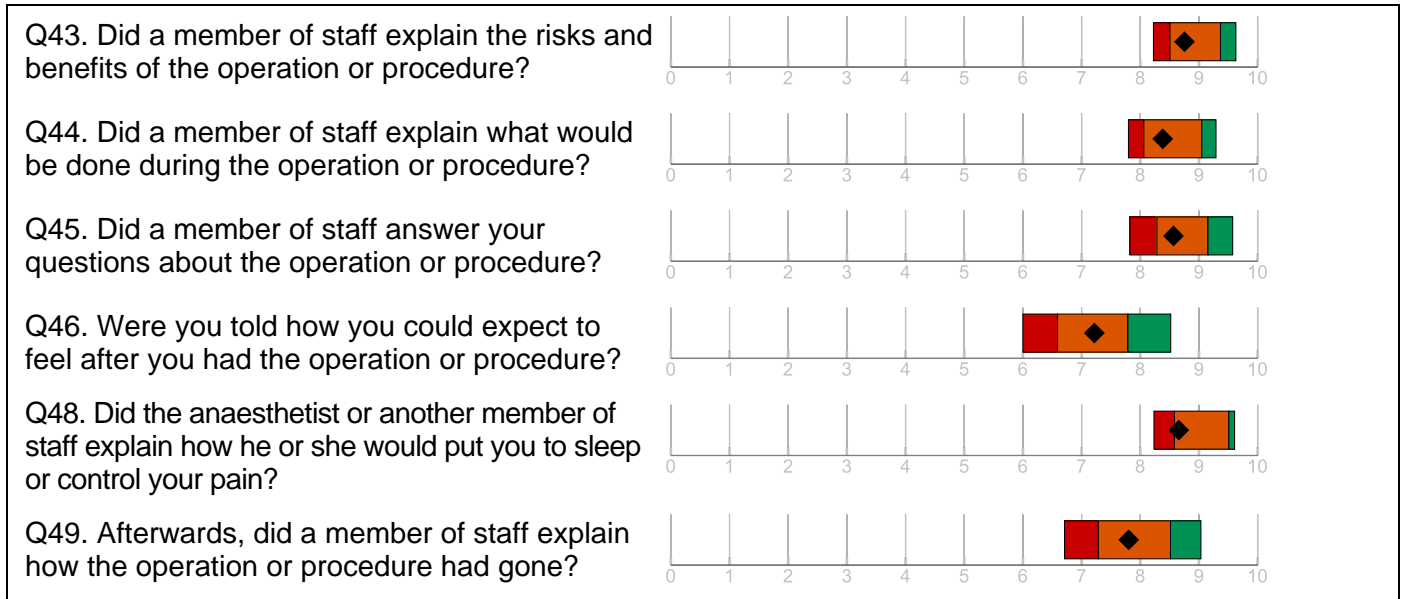 Q43. Did a member of staff explain the risks and
benefits of the operation or procedure?
0 1 2 3 4 5 6 7 8 9 10
Q44. Did a member of staff explain what would
be done during the operation or procedure?
0 1 2 3 4 5 6 7 8 9 10
Q45. Did a member of staff answer your
questions about the operation or procedure?
0 1 2 3 4 5 6 7 8 9 10
Q46. Were you told how you could expect to
feel after you had the operation or procedure?
0 1 2 3 4 5 6 7 8 9 10
Q48. Did the anaesthetist or another member of
staff explain how he or she would put you to sleep
or control your pain?
0 1 2 3 4 5 6 7 8 9 10
Q49. Afterwards, did a member of staff explain
how the operation or procedure had gone?
0 1 2 3 4 5 6 7 8 9 10